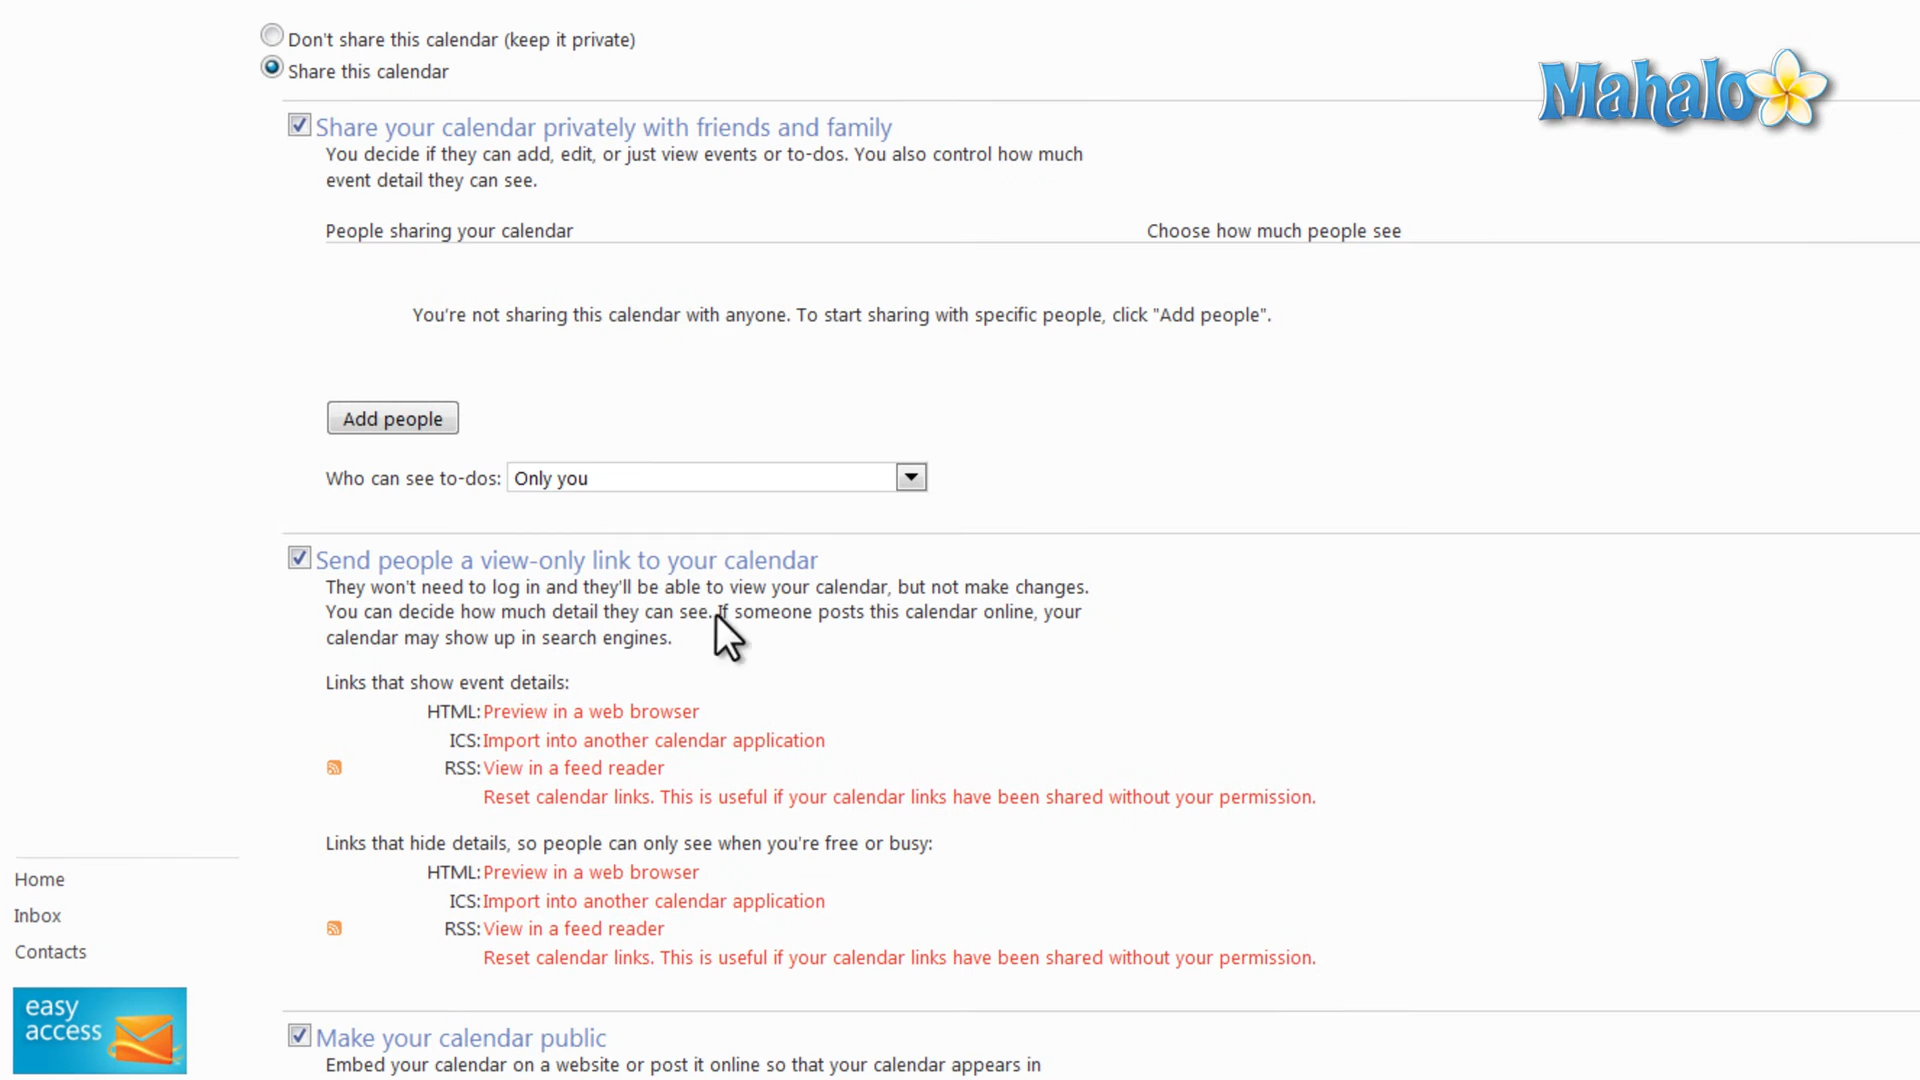 Don't share this calendar (keep it private)
Share this calendar
Mahalo
Share your calendar privately with friends and family
You decide if they can add, edit, or just view events or to-dos. You also control how much
event detail they can see.
People sharing your calendar
Choose how much people see
You're not sharing this calendar with anyone. To start sharing with specific people, click "Add people".
Add people
Who can see to-dos: Only you
Send people a view-only link to your calendar
They won't need to log in and they'll be able to view your calendar, but not make changes.
You can decide how much detail they can see. If someone posts this calendar online, your
calendar may show up in search engines.
Links that show event details:
HTML: Preview in a web browser
ICS: Import into another calendar application
RSS: View in a feed reader
Reset calendar links. This is useful if your calendar links have been shared without your permission.
Links that hide details, so people can only see when you're free or busy:
HTML: Preview in a web browser
ICS: Import into another calendar application
RSS: View in a feed reader
Reset calendar links. This is useful if your calendar links have been shared without your permission.
Home
Inbox
Contacts
easy
access
Make your calendar public
Embed your calendar on a website or post it online so that your calendar appears in